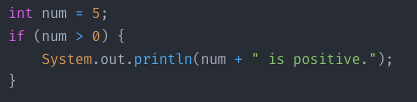 int num = 5;
if (num > 0) {
    System.out.println(num + " is positive.");
}